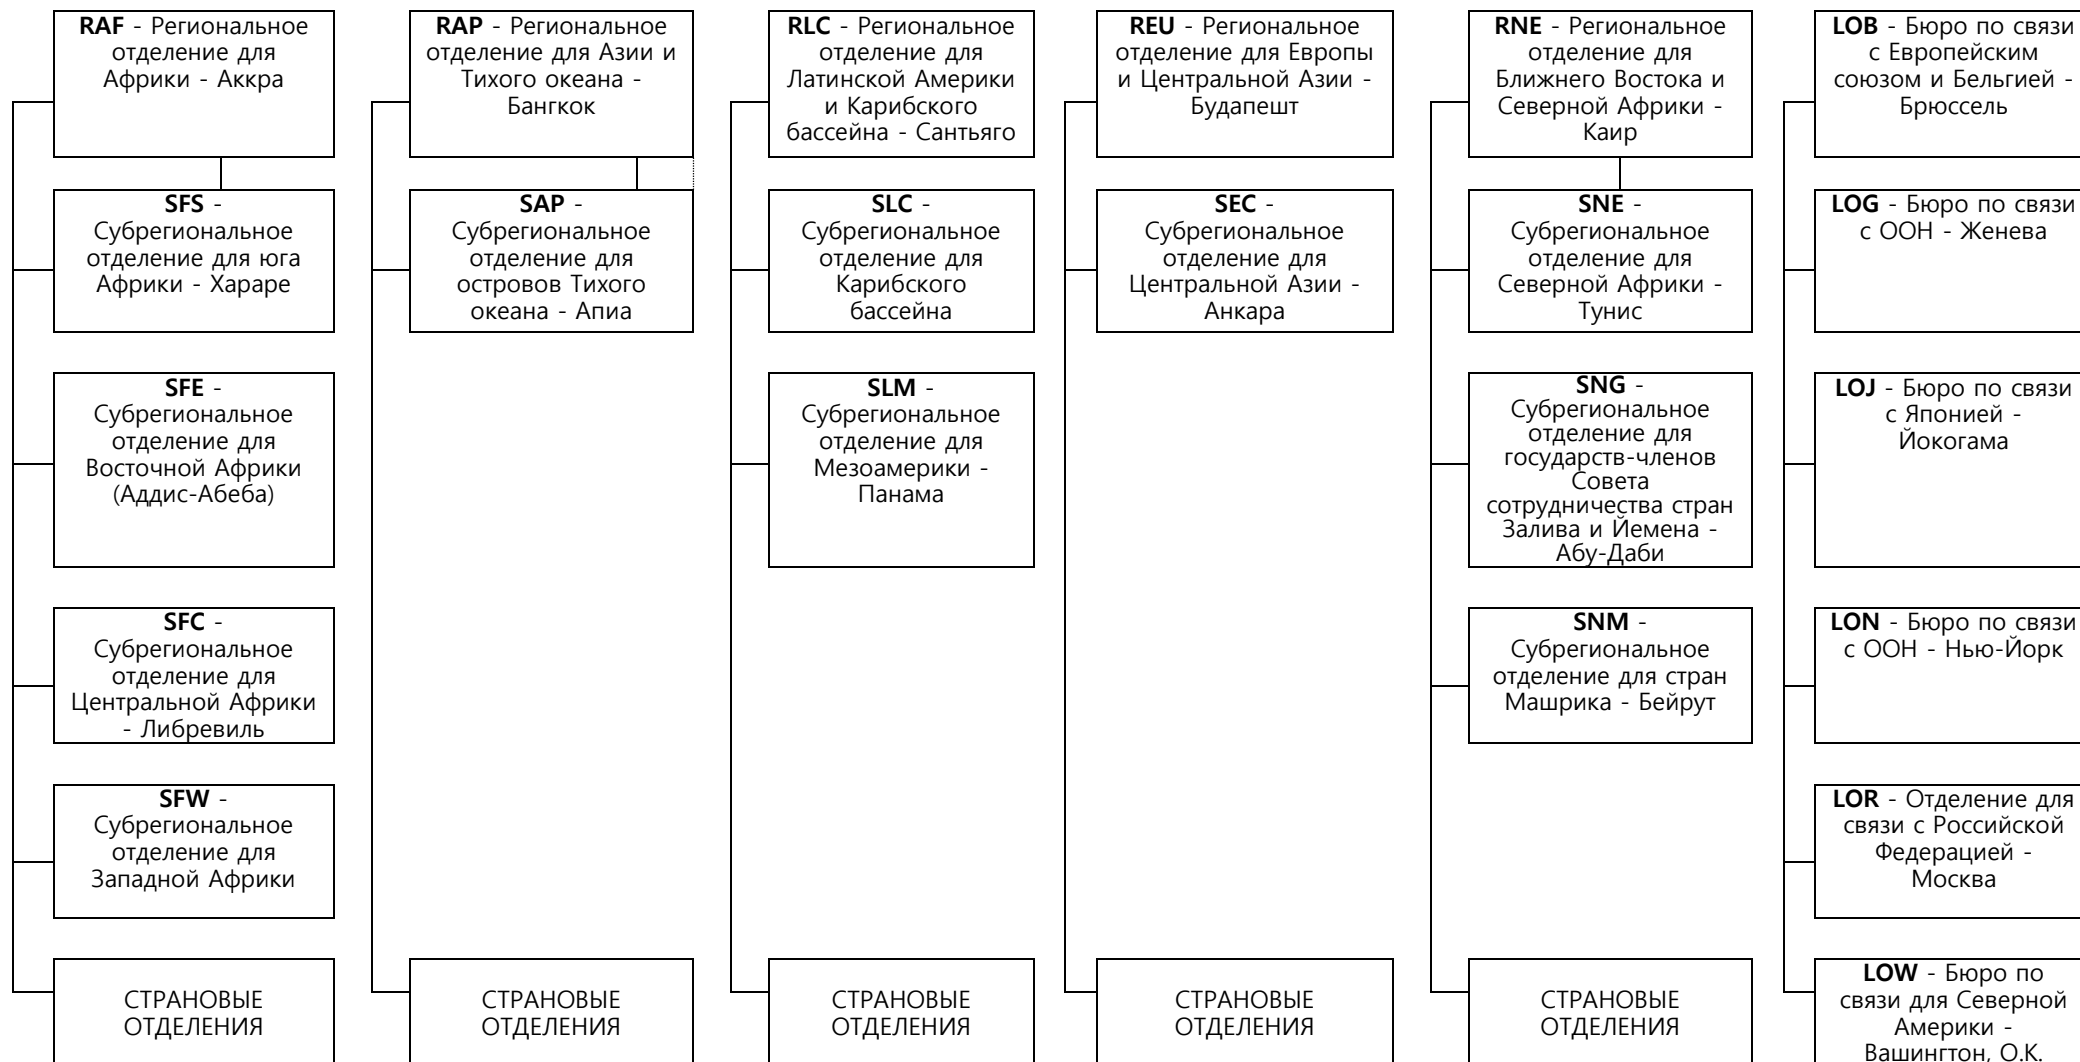 RAF - Региональное
отделение для
Африки - Аккра
SFS -
Субрегиональное
отделение для юга
Африки - Хараре
SFE -
Субрегиональное
отделение для
Восточной Африки
(Аддис-Абеба)
SFC -
Субрегиональное
отделение для
Центральной Африки
- Либревиль
SFW -
Субрегиональное
отделение для
Западной Африки
СТРАНОВЫЕ
ОТДЕЛЕНИЯ
RAP - Региональное
отделение для Азии и
Тихого океана -
Бангкок
SAP -
Субрегиональное
отделение для
островов Тихого
океана - Апиа
СТРАНОВЫЕ
ОТДЕЛЕНИЯ
RLC - Региональное
отделение для
Латинской Америки
и Карибского
бассейна - Сантьяго
SLC -
Субрегиональное
отделение для
Карибского
бассейна
SLM -
Субрегиональное
отделение для
Мезоамерики -
Панама
СТРАНОВЫЕ
ОТДЕЛЕНИЯ
REU - Региональное
отделение для Европы
и Центральной Азии -
Будапешт
SEC -
Субрегиональное
отделение для
Центральной Азии -
Анкара
СТРАНОВЫЕ
ОТДЕЛЕНИЯ
RNE - Региональное
отделение для
Ближнего Востока и
Северной Африки -
Каир
SNE -
Субрегиональное
отделение для
Северной Африки -
Тунис
SNG -
Субрегиональное
отделение для
государств-членов
Совета
сотрудничества стран
Залива и Йемена -
Абу-Даби
SNM -
Субрегиональное
отделение для стран
Машрика - Бейрут
СТРАНОВЫЕ
ОТДЕЛЕНИЯ
LOB - Бюро по связи
с Европейским
союзом и Бельгией -
Брюссель
LOG - Бюро по связи
с ООН - Женева
LOJ - Бюро по связи
с Японией -
Йокогама
LON - Бюро по связи
с ООН - Нью-Йорк
LOR - Отделение для
связи с Российской
Федерацией -
Москва
LOW - Бюро по
связи для Северной
Америки -
Вашингтон, О.К.